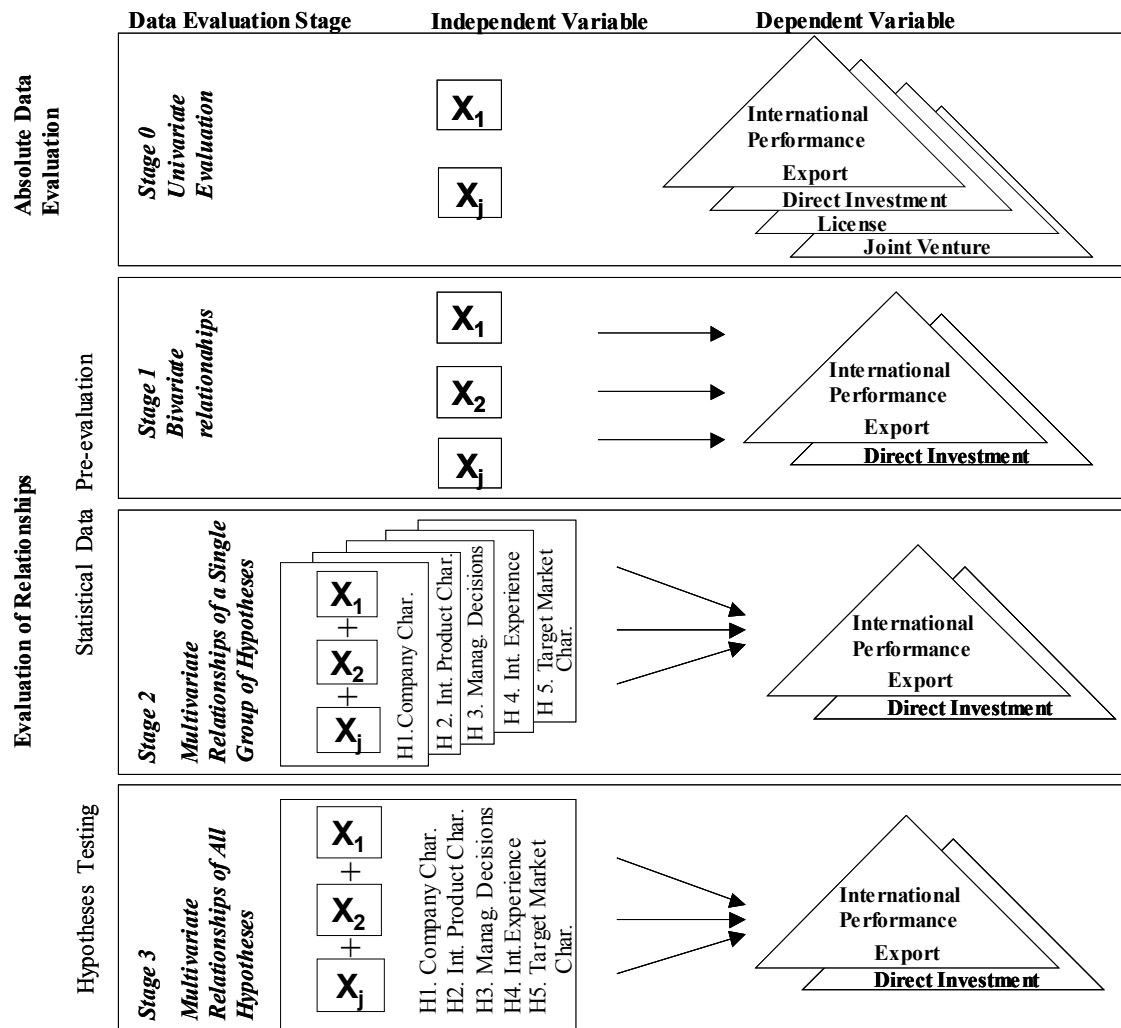 Data Evaluation Stage
Independent Variable
Dependent Variable
Absolute Data
Evaluation
Stage 0
Univariate
Evaluation
X1
Xj
International
Performance
Export
Direct Investment
License
Joint Venture
Evaluation of Relationships
Statistical Data Pre-evaluation
Stage 1
Bivariate
relationahips
X1
X2
Xj
International
Performance
Export
Direct Investment
Stage 2
Multivariate
Relationships of a Single
Group of Hypotheses
X1
+
X2
+
Xj
H1.Company Char.
H 2. Int. Product Char.
H 3. Manag. Decisions
H 4. Int. Experience
H 5. Target Market
Char.
International
Performance
Export
Direct Investment
Hypotheses Testing
Stage 3
Multivariate
Relationships of All
Hypotheses
X1
+
X2
+
Xj
H1. Company Char.
H2. Int. Product Char.
H3. Manag. Decisions
H4. Int.Experience
H5. Target Market
Char.
International
Performance
Export
Direct Investment